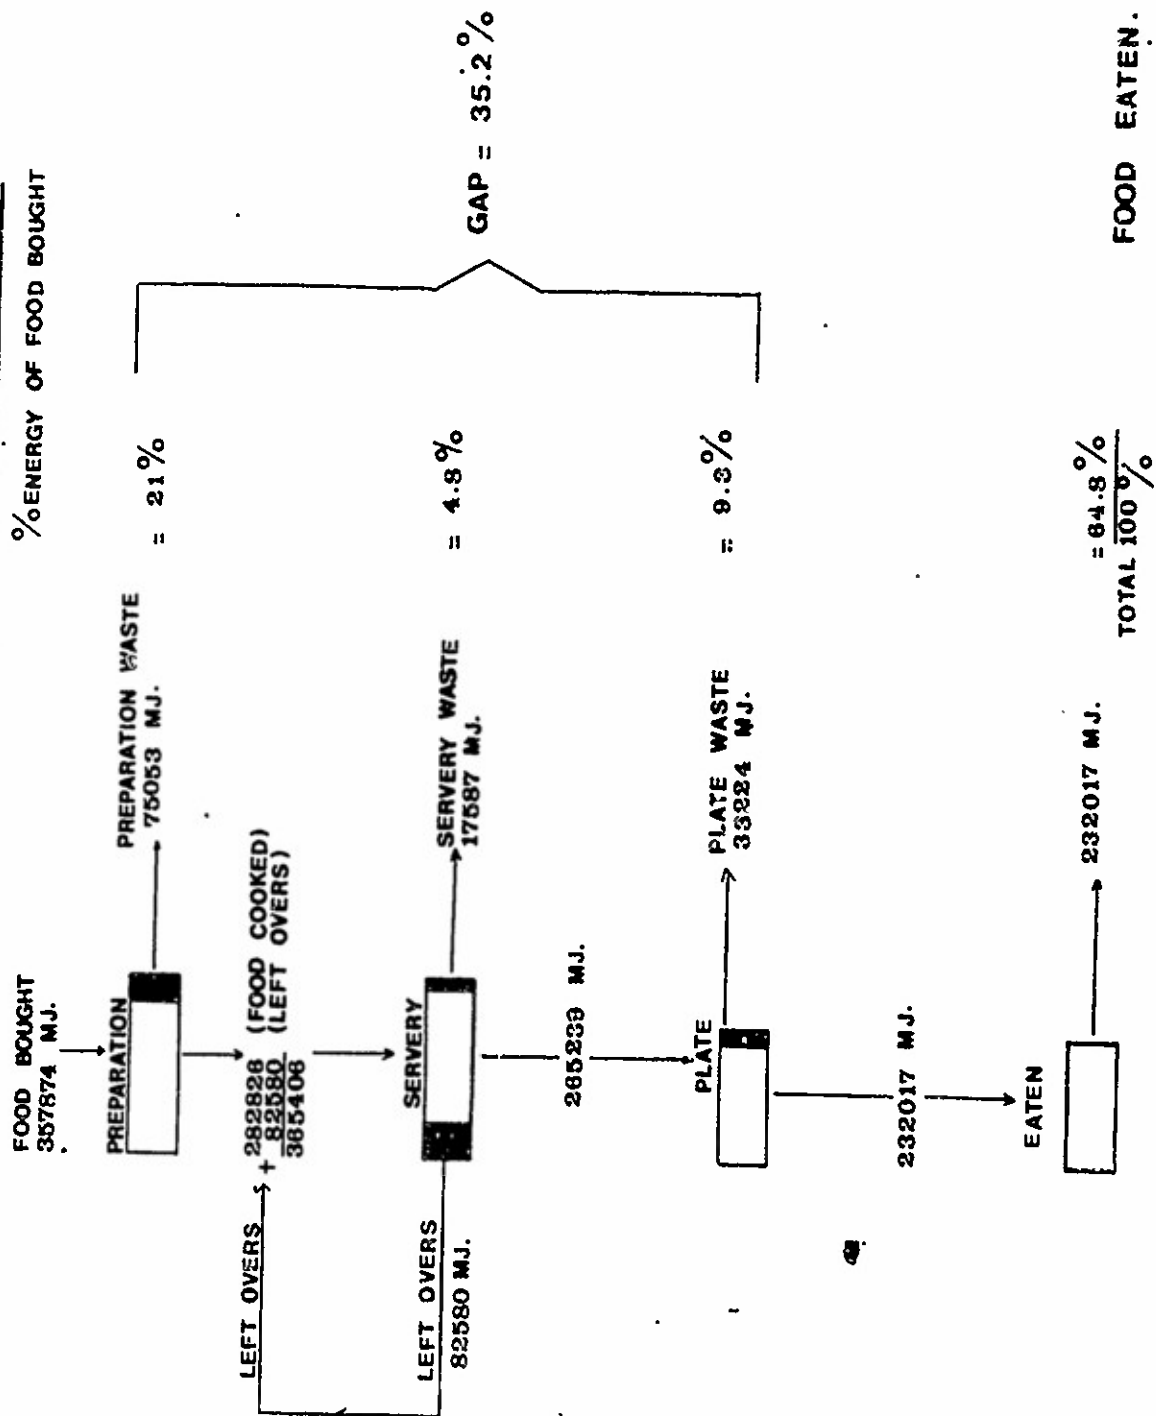 % ENERGY OF FOOD BOUGHT
FOOD BOUGHT
357874 MJ.
PREPARATION
PREPARATION WASTE
75053 MJ.
= 21%
LEFT OVERS
+ 282826 (FOOD COOKED)
82580 (LEFT OVERS)
365406
SERVERY
LEFT OVERS
82580 MJ.
SERVERY WASTE
17587 MJ.
= 4.8%
GAP = 35.2%
265239 MJ.
PLATE
PLATE WASTE
33224 MJ.
= 9.3%
232017 MJ.
EATEN
232017 MJ.
= 64.8%
TOTAL 100%
FOOD EATEN.